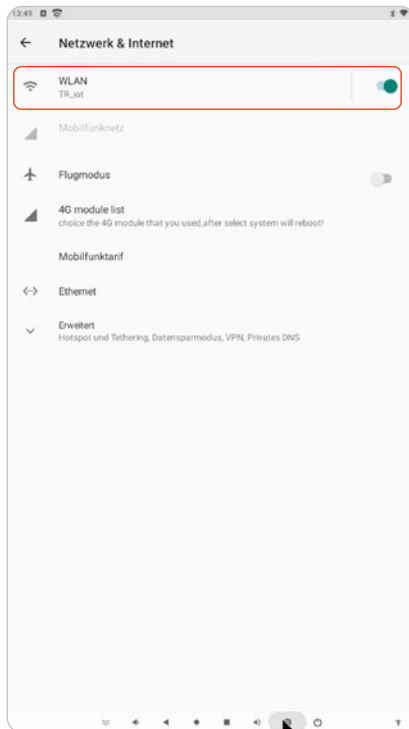 13:49
Netzwerk & Internet
WLAN
TR_iot
Mobilfunknetz
Flugmodus
4G module list
choice the 4G module that you used,after select system will reboot!
Mobilfunktarif
Ethernet
Erweitert
Hotspot und Tethering, Datensparmodus, VPN, Privates DNS